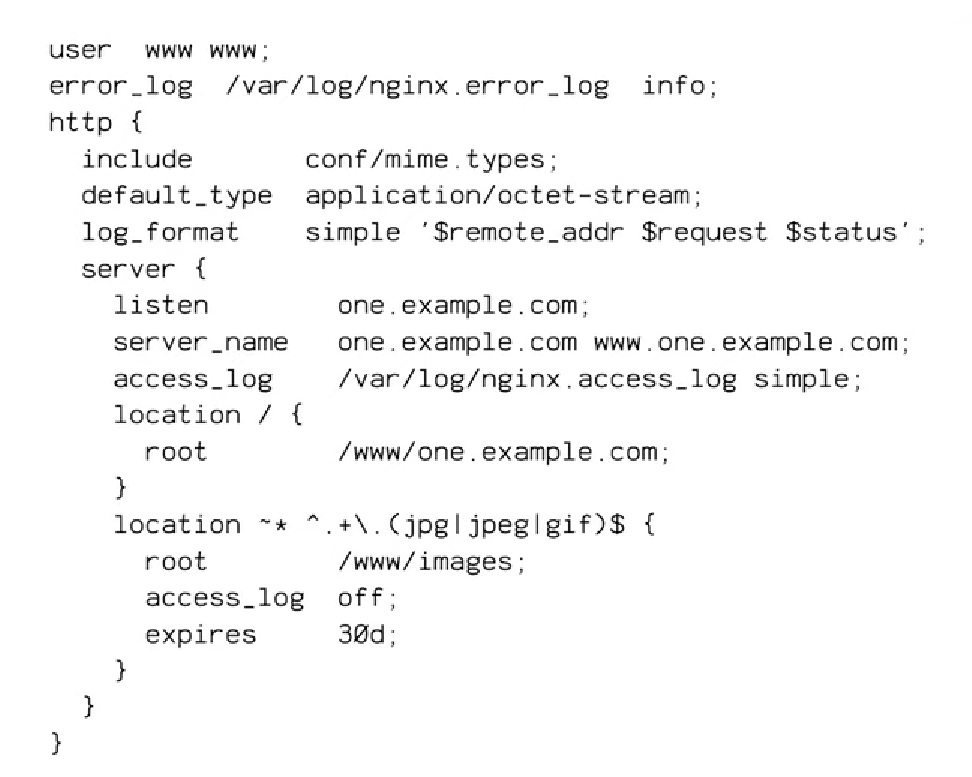 user  www www;
error_log  /var/log/nginx.error_log  info;
http {
  include       conf/mime.types;
  default_type  application/octet-stream;
  log_format    simple '$remote_addr $request $status';
  server {
    listen        one.example.com;
    server_name   one.example.com www.one.example.com;
    access_log    /var/log/nginx.access_log simple;
    location / {
      root        /www/one.example.com;
    }
    location ~* ^.+\.(jpg|jpeg|gif)$ {
      root        /www/images;
      access_log  off;
      expires     30d;
    }
  }
}